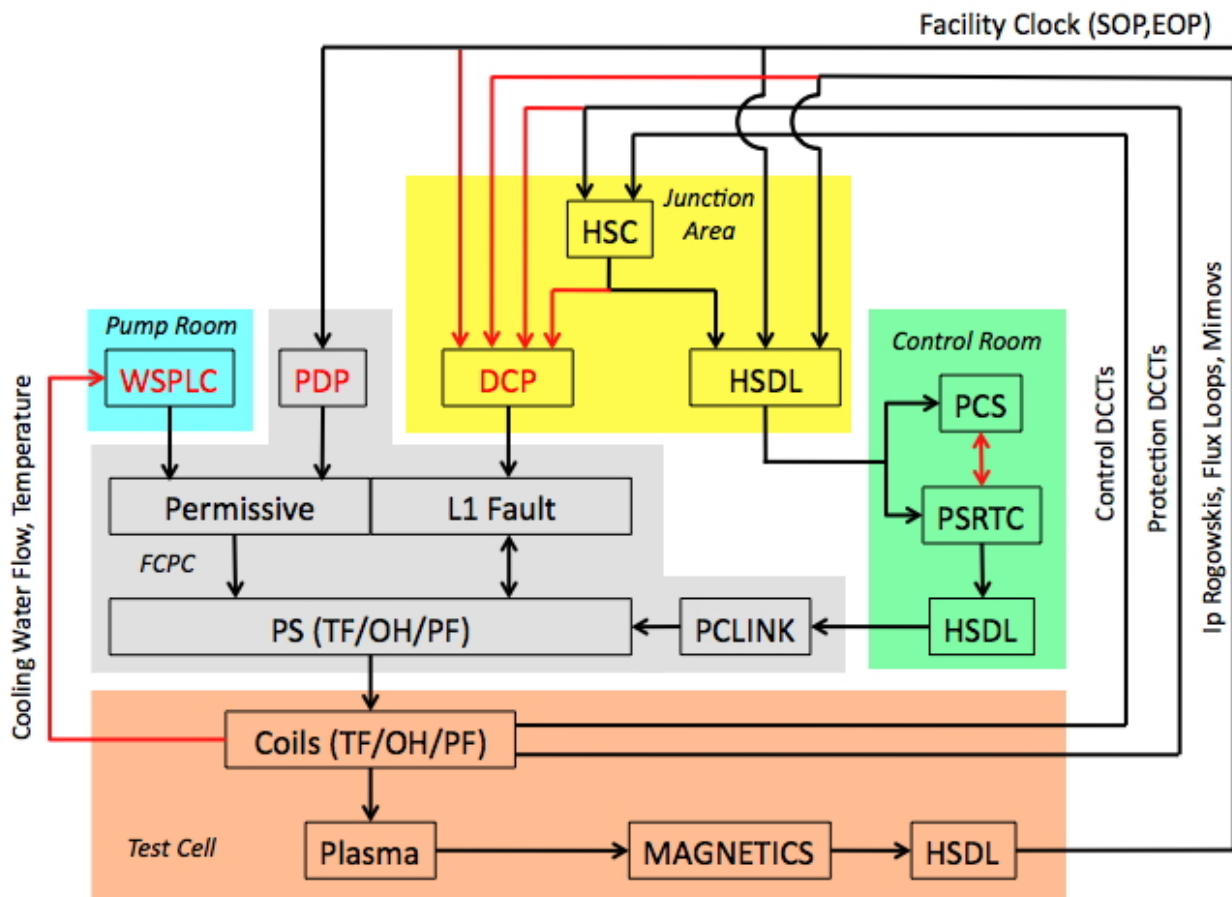 Facility Clock (SOP,EOP)
Junction
Area
HSC
Pump Room
WSPLC
PDP
DCP
HSDL
Control Room
PCS
PSRTC
HSDL
Permissive
L1 Fault
FCPC
PS (TF/OH/PF)
PCLINK
Coils (TF/OH/PF)
Test Cell
Plasma
MAGNETICS
HSDL
Cooling Water Flow, Temperature
Control DCCTs
Protection DCCTs
Ip Rogowskis, Flux Loops, Mirnovs